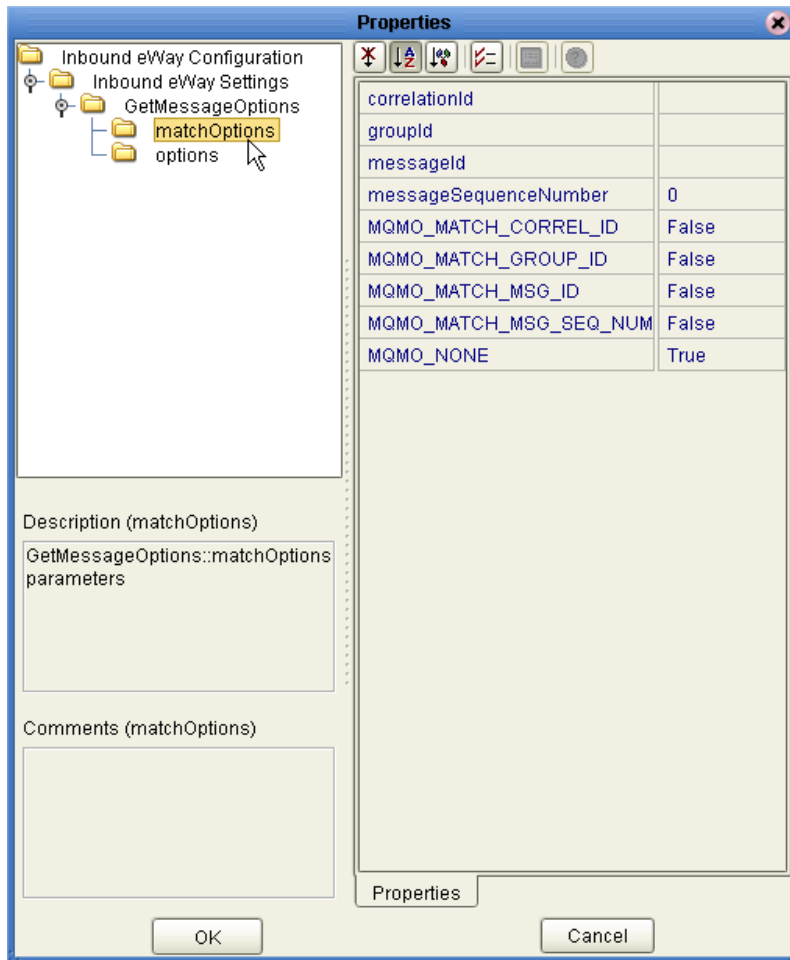 Properties
Inbound eWay Configuration
Inbound eWay Settings
GetMessageOptions
matchOptions
options
Description (matchOptions)
GetMessageOptions::matchOptions
parameters
Comments (matchOptions)
correlationId
groupId
messageId
messageSequenceNumber 0
MQMO_MATCH_CORREL_ID False
MQMO_MATCH_GROUP_ID False
MQMO_MATCH_MSG_ID False
MQMO_MATCH_MSG_SEQ_NUM False
MQMO_NONE True
Properties
OK
Cancel